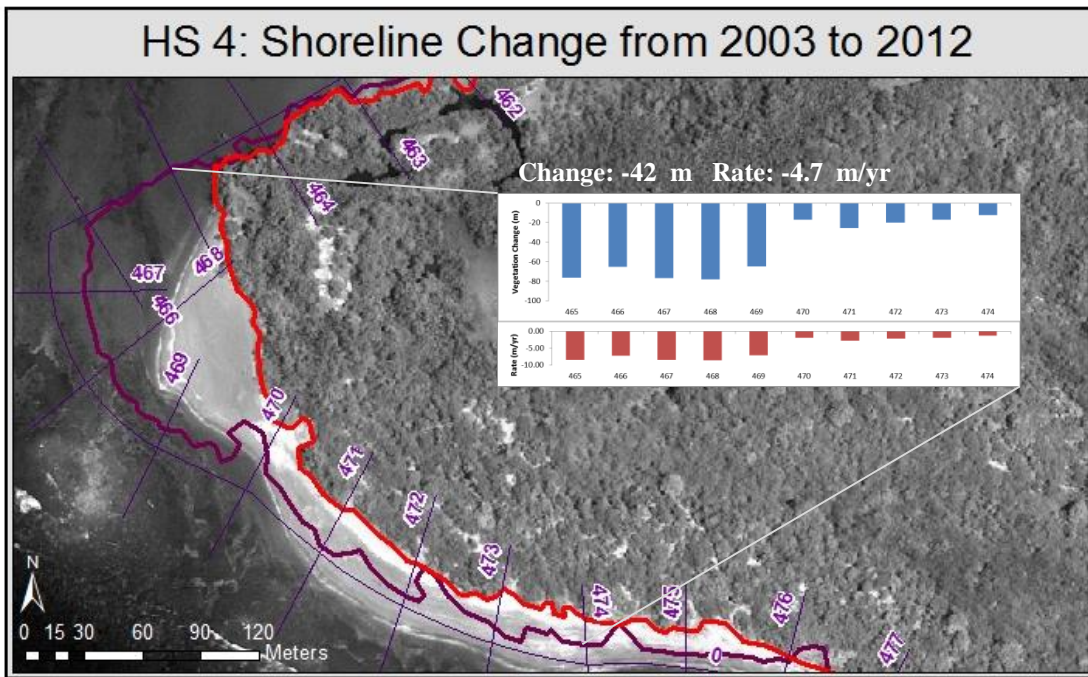 HS 4: Shoreline Change from 2003 to 2012
462
463
464
Change: -42 m Rate: -4.7 m/yr
Vegetation Change (m)
0
-20
-40
-60
-80
-100
465 466 467 468 469 470 471 472 473 474
Rate (m/yr)
0.00
-5.00
-10.00
465 466 467 468 469 470 471 472 473 474
468
467
466
469
470
471
472
473
474
475
476
477
0
N
0 15 30 60 90 120
Meters